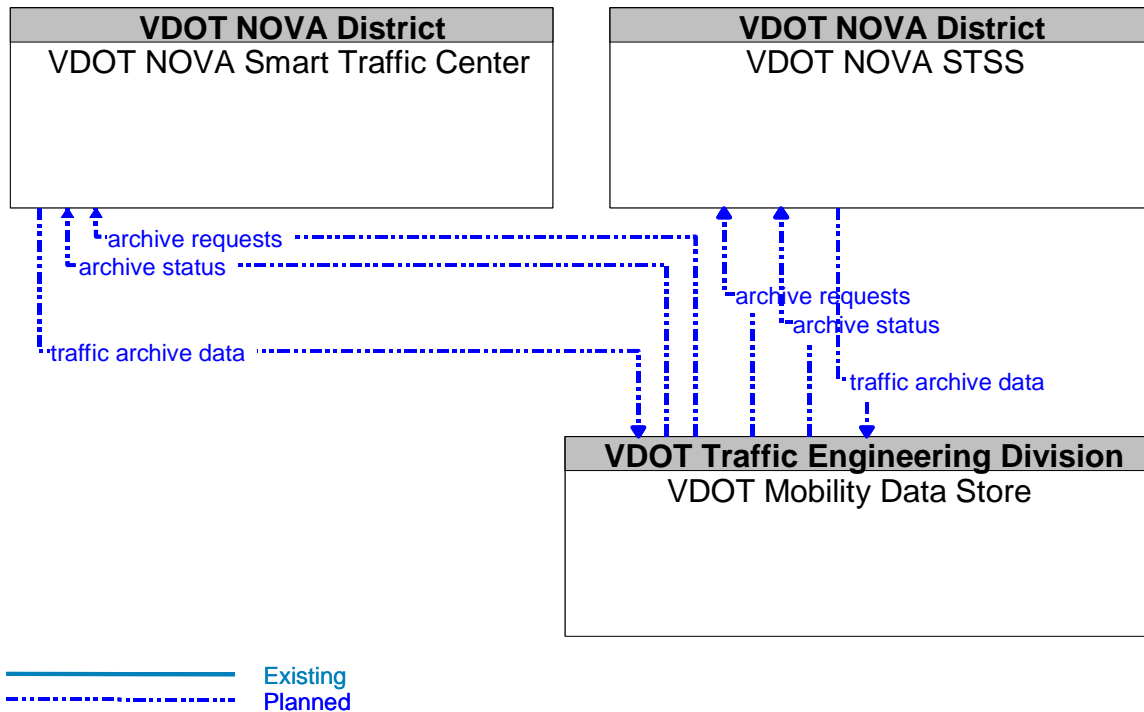 VDOT NOVA District
VDOT NOVA Smart Traffic Center
VDOT NOVA District
VDOT NOVA STSS
archive requests
archive status
traffic archive data
archive requests
archive status
traffic archive data
VDOT Traffic Engineering Division
VDOT Mobility Data Store
Existing
Planned